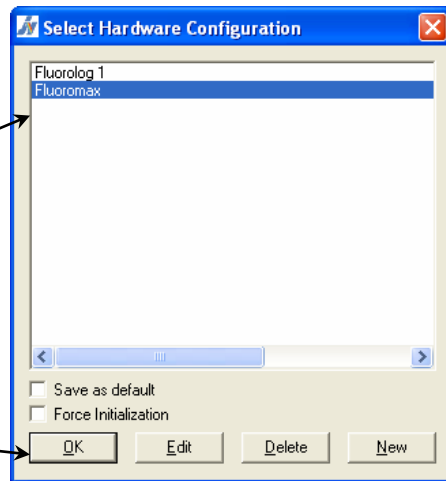 Select Hardware Configuration
Fluorolog 1
Fluoromax
Save as default
Force Initialization
OK Edit Delete New